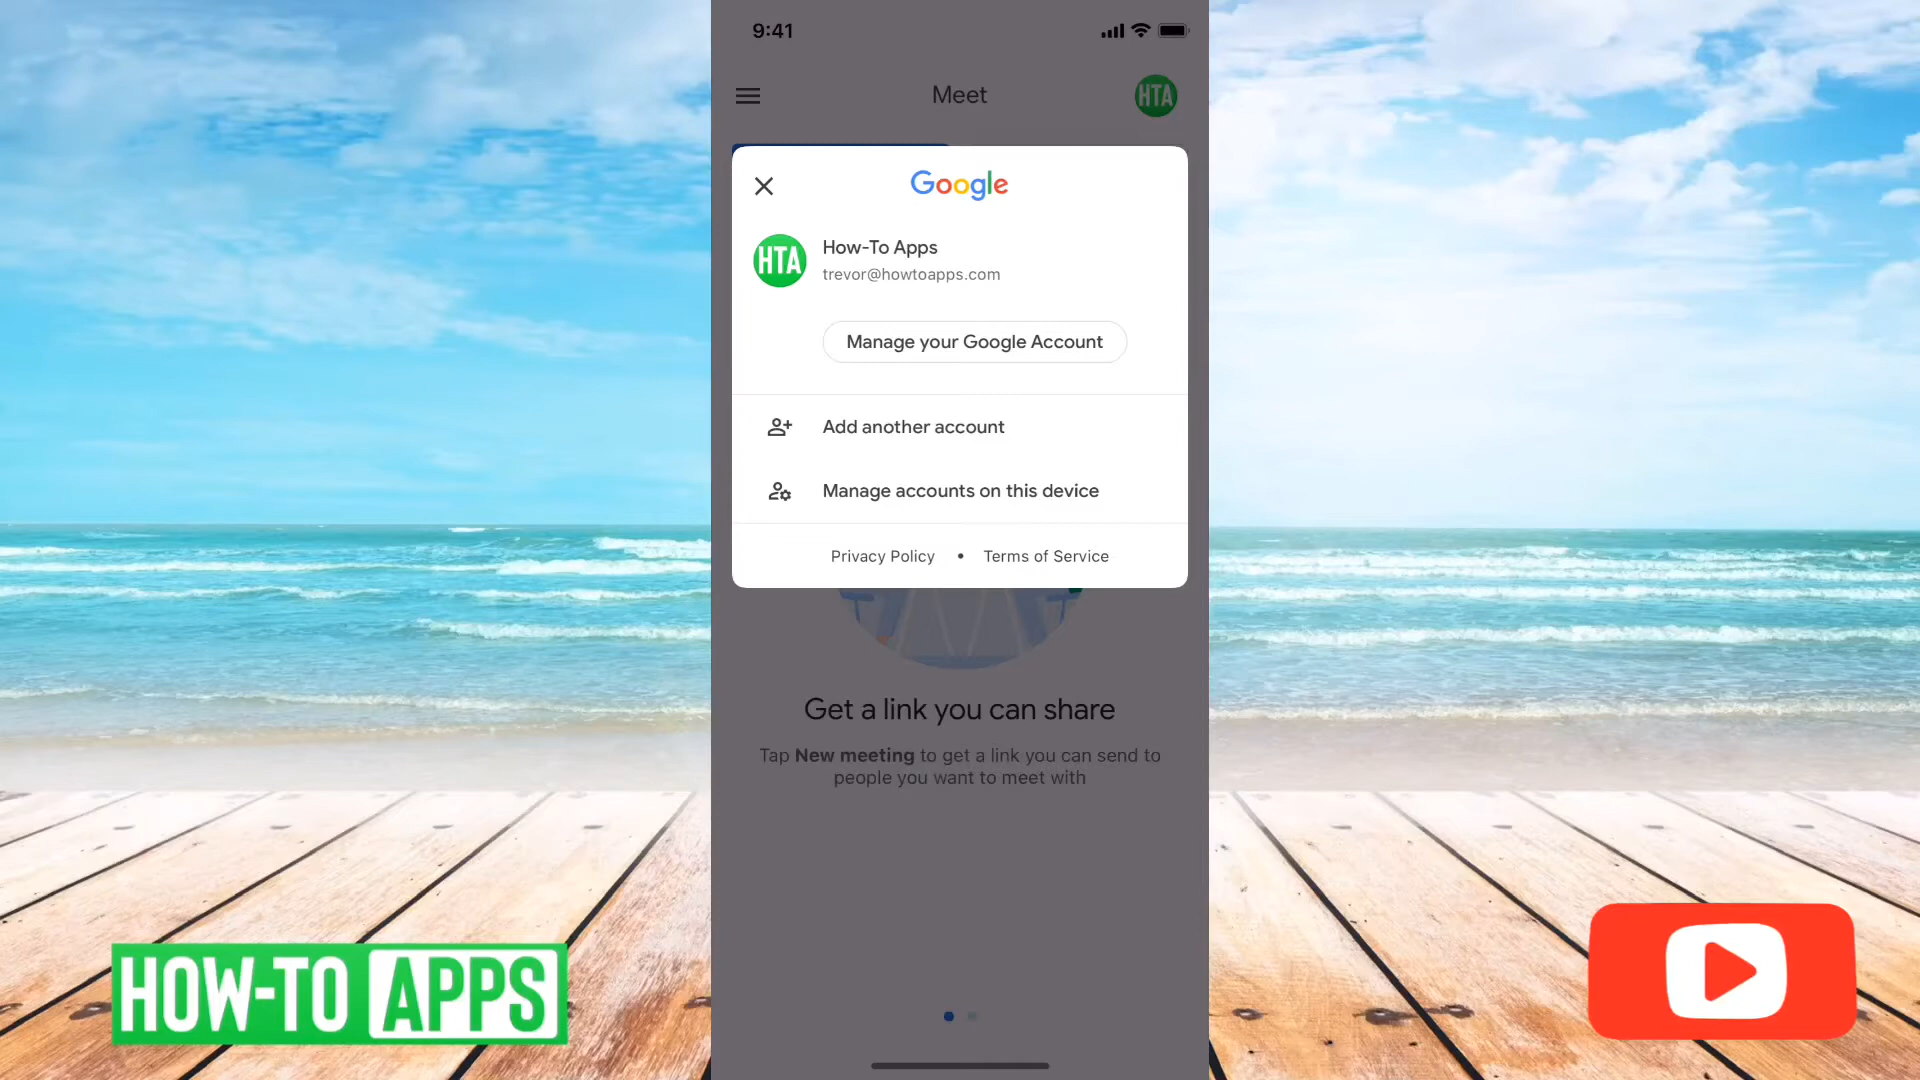 9:41
Meet
HTA
Google
HTA
How-To Apps
trevor@howtoapps.com
Manage your Google Account
Add another account
Manage accounts on this device
Privacy Policy • Terms of Service
Get a link you can share
Tap New meeting to get a link you can send to
people you want to meet with
HOW-TO APPS